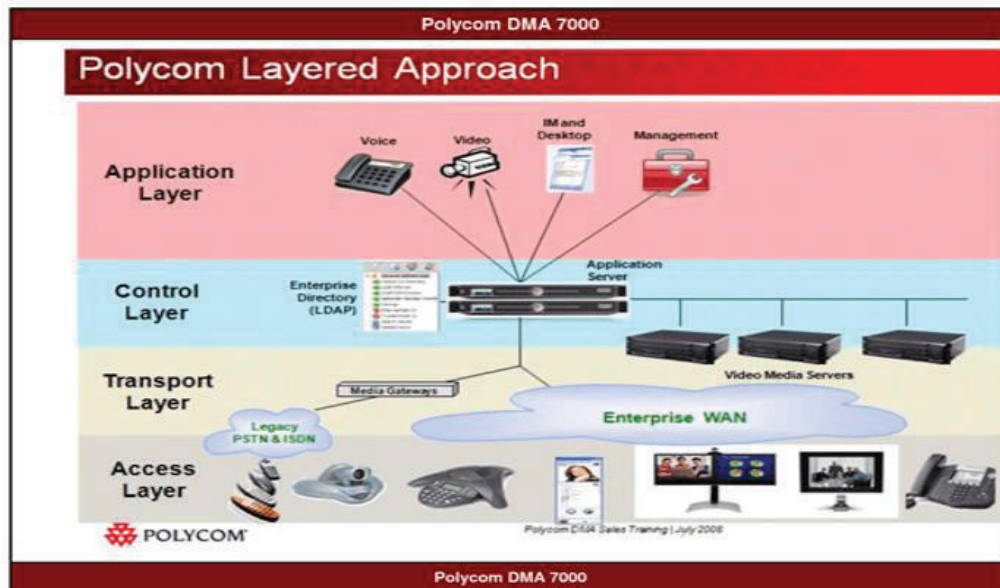 Polycom DMA 7000
Polycom Layered Approach
Application
Layer
Voice
Video
IM and
Desktop
Management
Control
Layer
Enterprise
Directory
(LDAP)
Application
Server
Video Media Servers
Transport
Layer
Media Gateways
Legacy
PSTN & ISDN
Enterprise WAN
Access
Layer
POLYCOM
Polycom DMA Sales Training | July 2008
Polycom DMA 7000